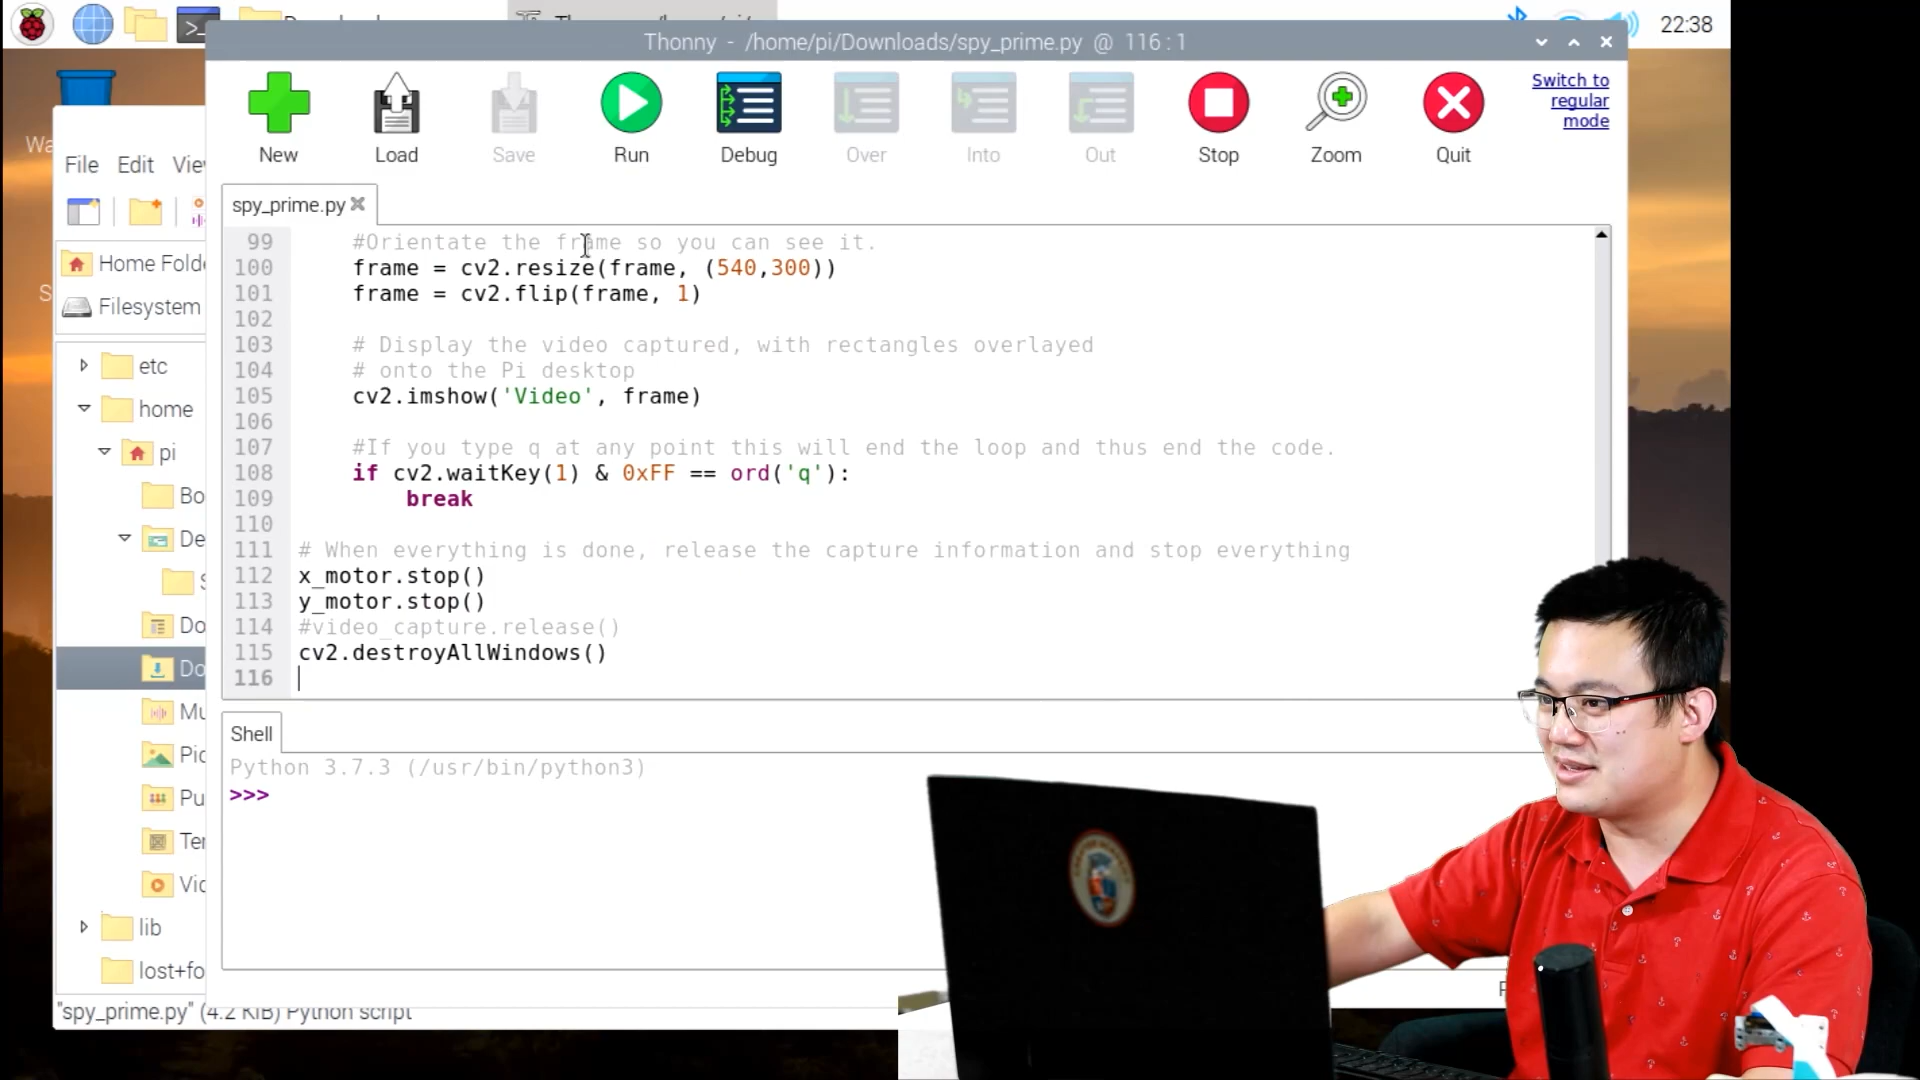 22:38
Thonny - /home/pi/Downloads/spy_prime.py @ 116:1
File Edit
New
Load
Save
Run
Debug
Over
Into
Out
Stop
Zoom
Quit
Switch to
regular
mode
spy_prime.py
Home Folde
Filesystem
etc
home
pi
Bo
De
Do
Do
Mu
Pic
Pu
Ter
Vid
lib
lost+fo
"spy_prime.py" (4.2 KiB) Python script
99 #Orientate the frame so you can see it.
100 frame = cv2.resize(frame, (540,300))
101 frame = cv2.flip(frame, 1)
102
103 # Display the video captured, with rectangles overlayed
104 # onto the Pi desktop
105 cv2.imshow('Video', frame)
106
107 #If you type q at any point this will end the loop and thus end the code.
108 if cv2.waitKey(1) & 0xFF == ord('q'):
109 break
110
111 # When everything is done, release the capture information and stop everything
112 x_motor.stop()
113 y_motor.stop()
114 #video_capture.release()
115 cv2.destroyAllWindows()
116
Shell
Python 3.7.3 (/usr/bin/python3)
>>>